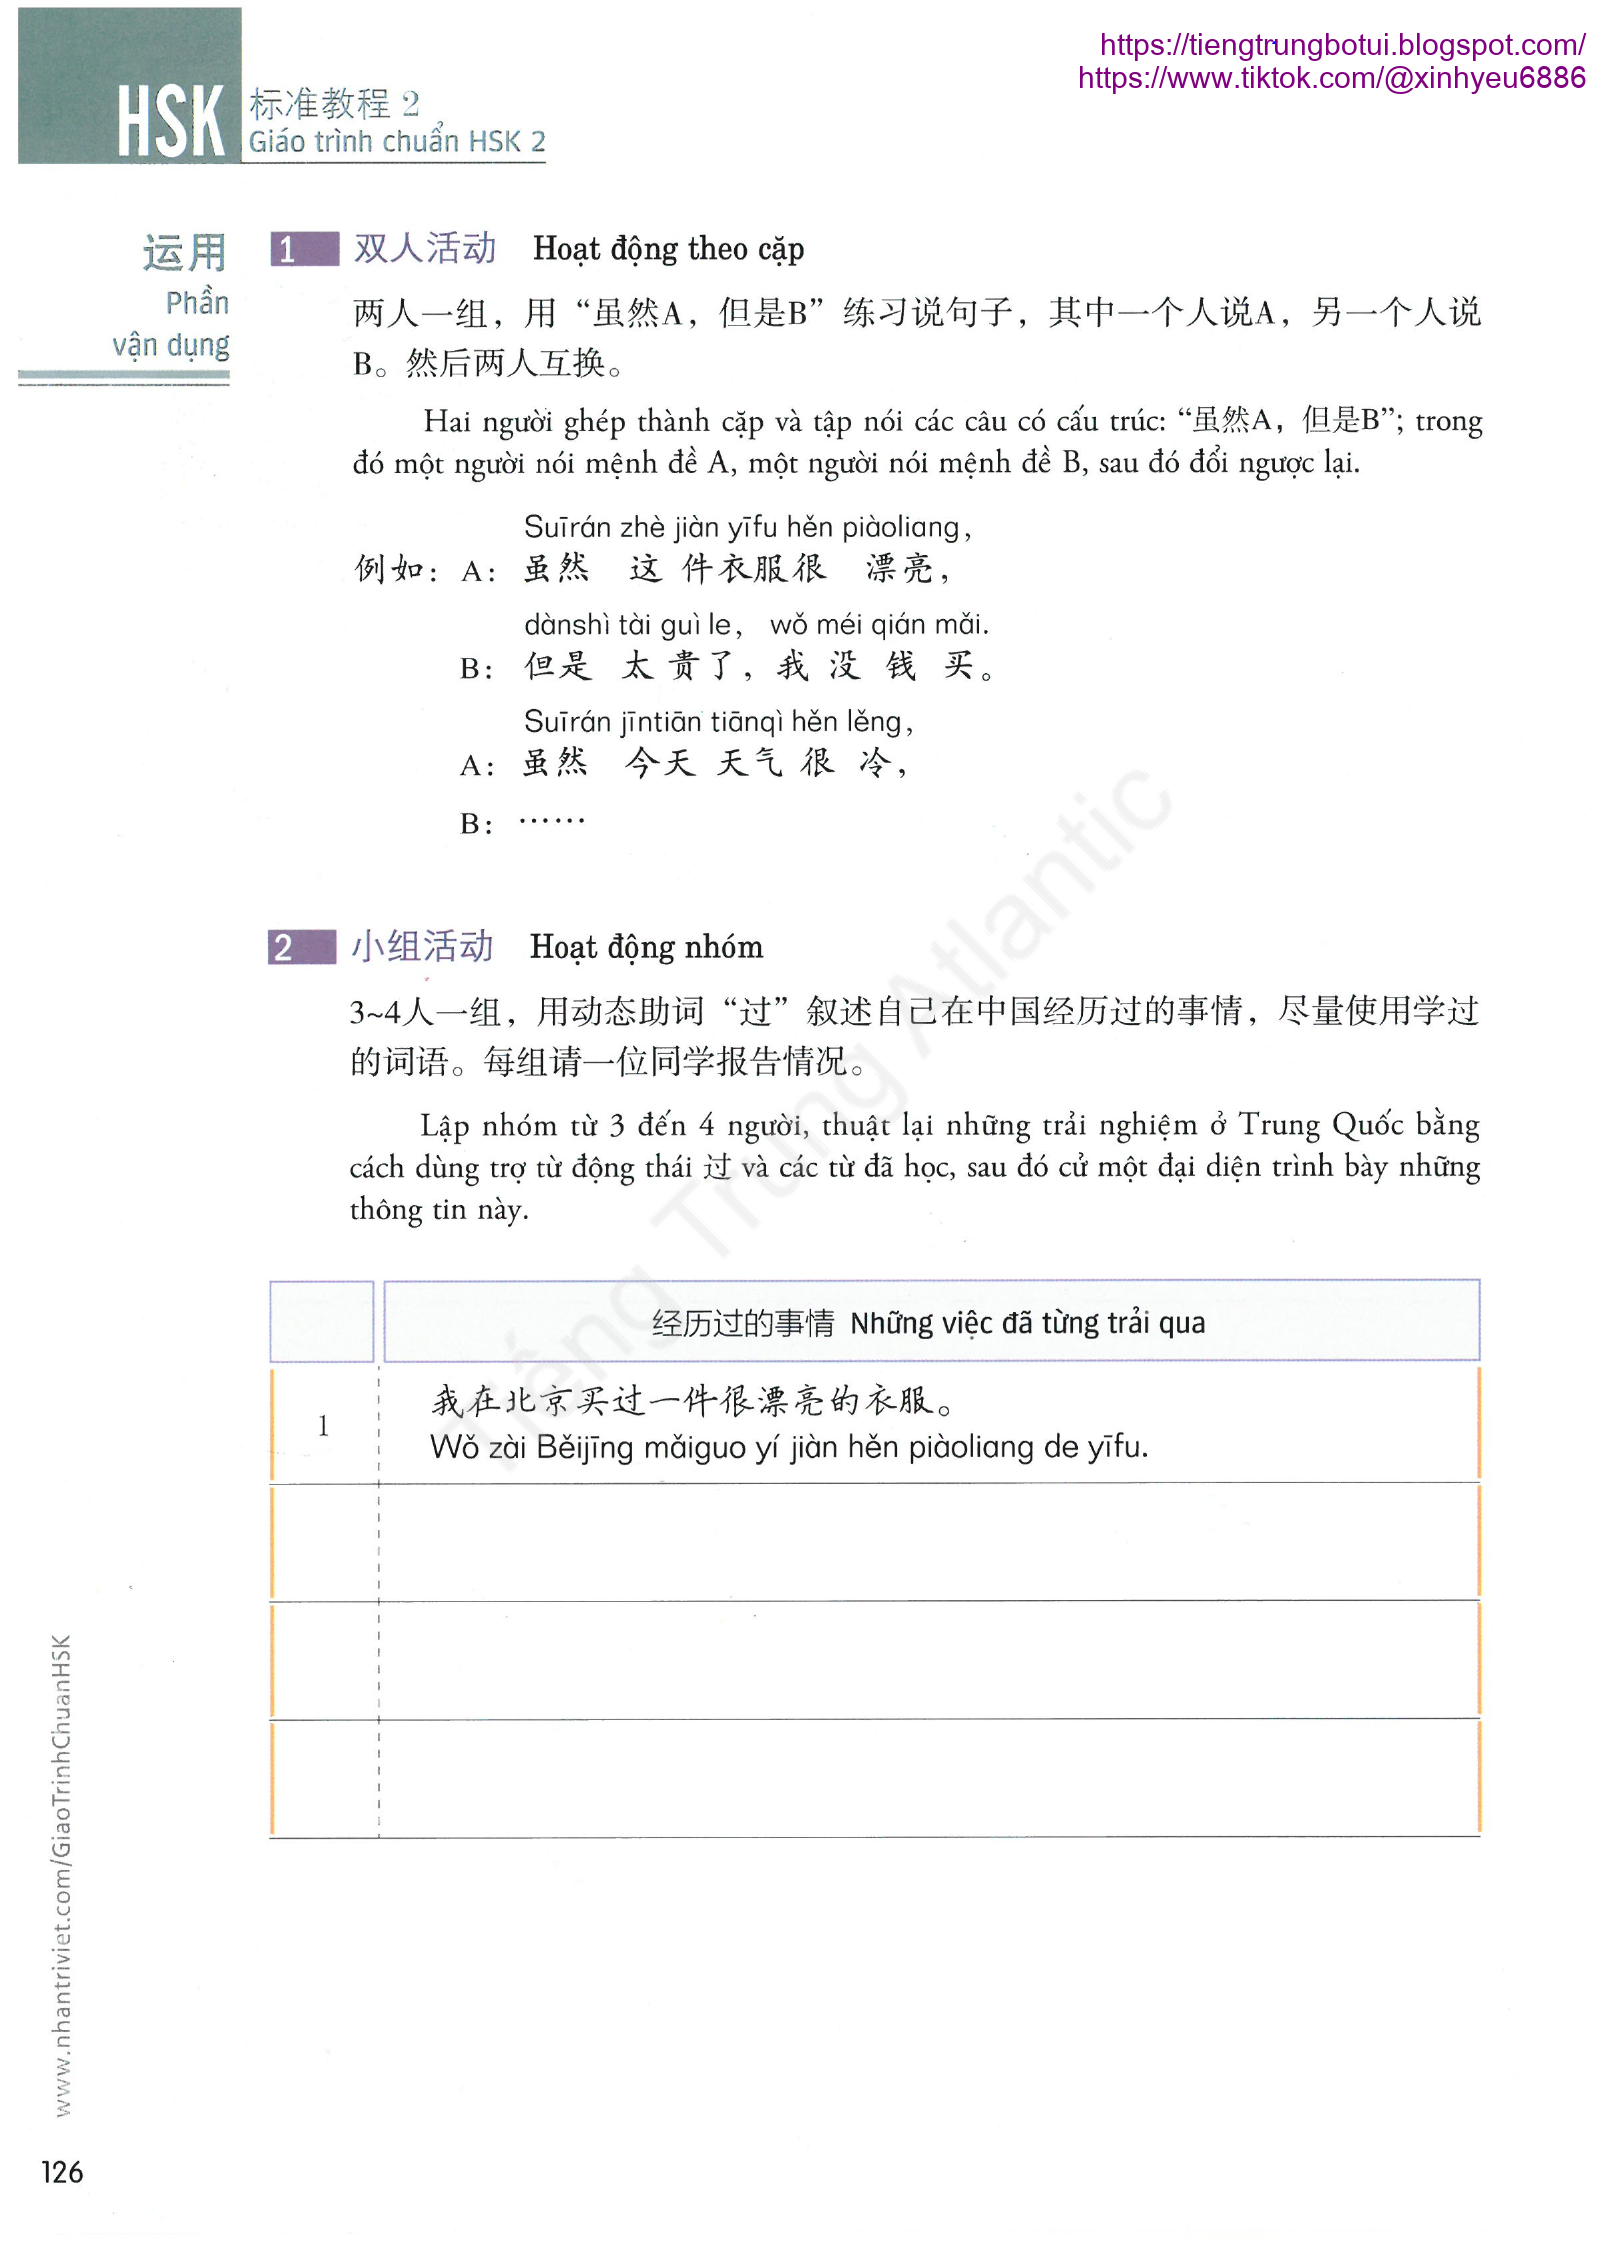 https://tiengtrungbotui.blogspot.com/
https://www.tiktok.com/@xinhyeu6886
HSK 标准教程 2
Giáo trình chuẩn HSK 2
运用
Phần
vận dụng
1 双人活动 Hoạt động theo cặp
两人一组，用“虽然A，但是B”练习说句子，其中一个人说A，另一个人说
B。然后两人互换。
Hai người ghép thành cặp và tập nói các câu có cấu trúc: “虽然A，但是B”; trong
đó một người nói mệnh đề A, một người nói mệnh đề B, sau đó đổi ngược lại.
Suīrán zhè jiàn yīfu hěn piàoliang,
例如：A：虽然 这 件衣服很 漂亮，
dànshì tài guì le, wǒ méi qián mǎi.
B：但是 太 贵了，我 没 钱 买。
Suīrán jīntiān tiānqì hěn lěng,
A：虽然 今天 天气 很 冷，
B：……
2 小组活动 Hoạt động nhóm
3~4人一组，用动态助词“过”叙述自己在中国经历过的事情，尽量使用学过
的词语。每组请一位同学报告情况。
Lập nhóm từ 3 đến 4 người, thuật lại những trải nghiệm ở Trung Quốc bằng
cách dùng trợ từ động thái 过 và các từ đã học, sau đó cử một đại diện trình bày những
thông tin này.
经历过的事情 Những việc đã từng trải qua
1
我在北京买过一件很漂亮的衣服。
Wǒ zài Běijīng mǎiguo yí jiàn hěn piàoliang de yīfu.
Tiếng Trung Atlantic
www.nhantriviet.com/GiaoTrinhChuanHSK
126